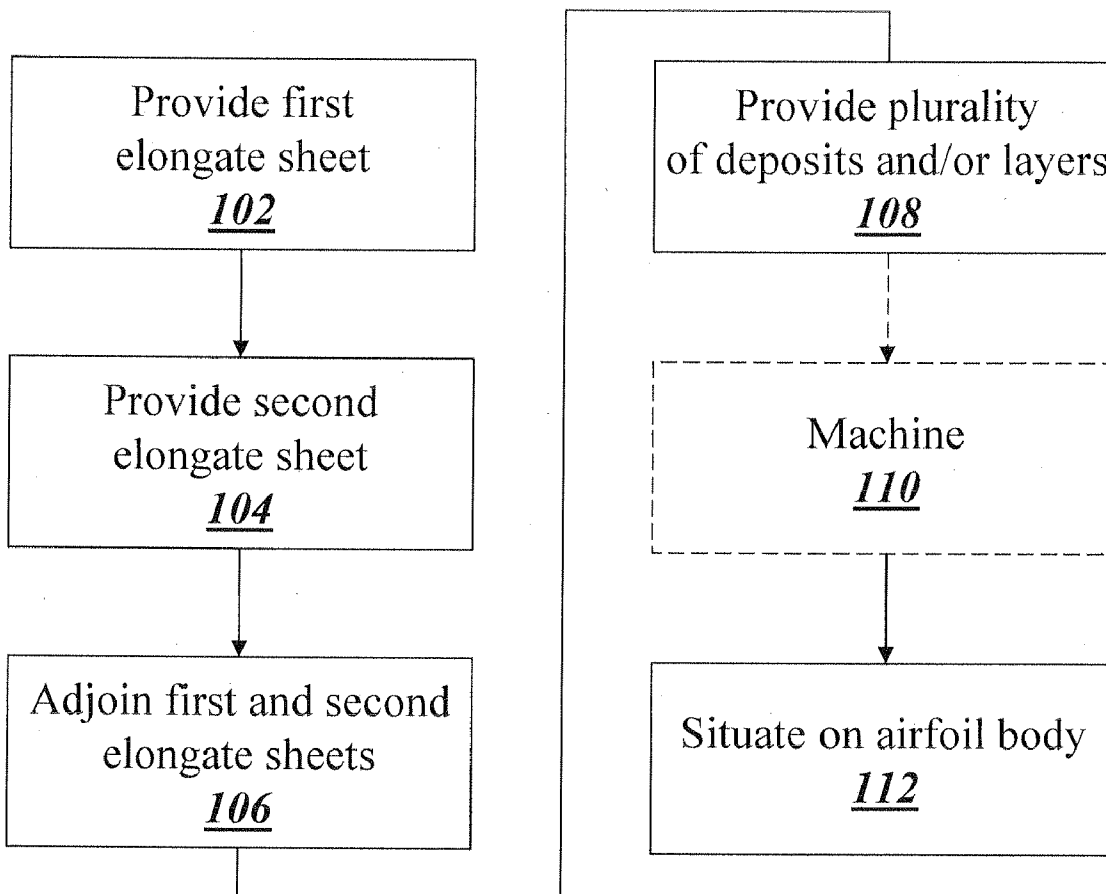 Provide first
elongate sheet
102
Provide second
elongate sheet
104
Adjoin first and second
elongate sheets
106
Provide plurality
of deposits and/or layers
108
Machine
110
Situate on airfoil body
112